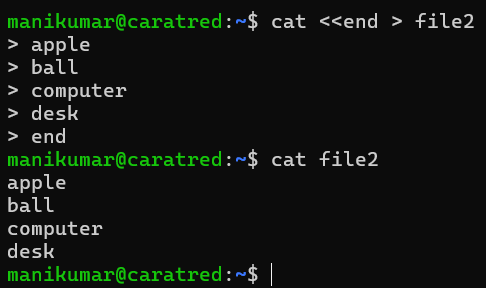 manikumar@caratred:~$ cat <<end > file2
> apple
> ball
> computer
> desk
> end
manikumar@caratred:~$ cat file2
apple
ball
computer
desk
manikumar@caratred:~$